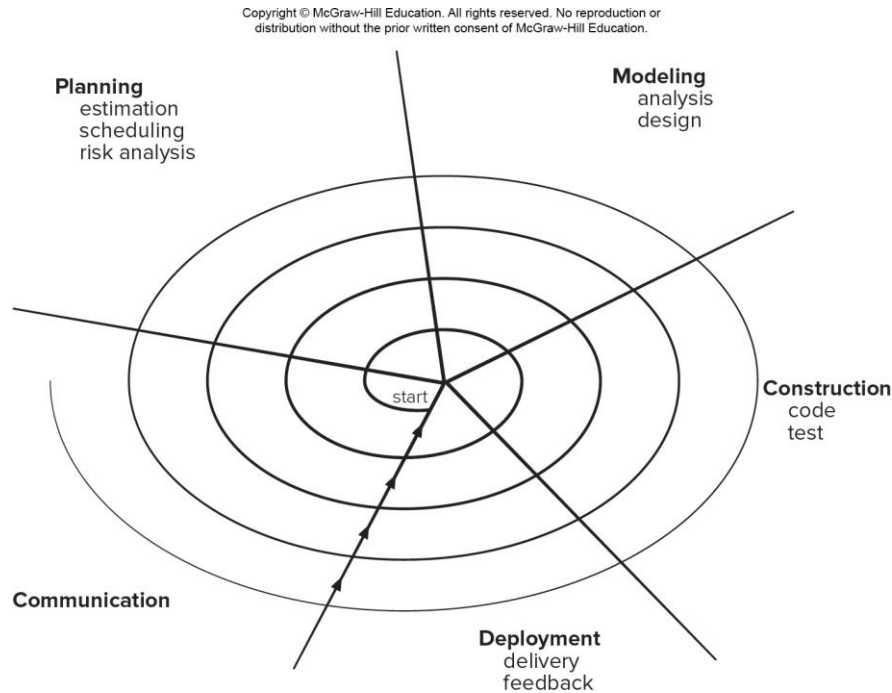 Copyright © McGraw-Hill Education. All rights reserved. No reproduction or
distribution without the prior written consent of McGraw-Hill Education.
Planning
estimation
scheduling
risk analysis
Modeling
analysis
design
start
Construction
code
test
Communication
Deployment
delivery
feedback